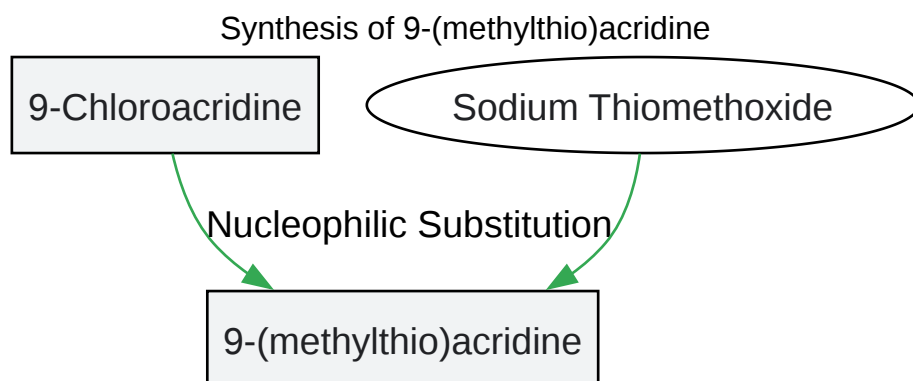 Synthesis of 9-(methylthio)acridine
9-Chloroacridine
Sodium Thiomethoxide
Nucleophilic Substitution
9-(methylthio)acridine